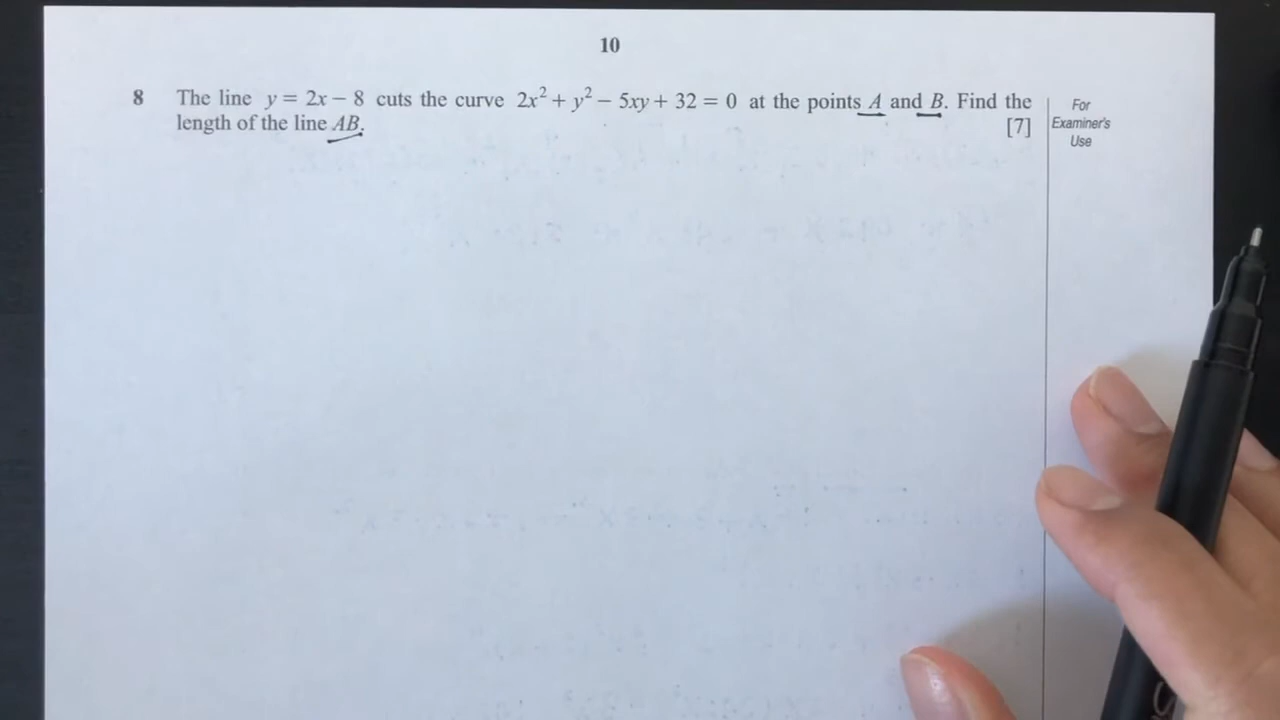 10
8 The line y = 2x − 8 cuts the curve 2x² + y² − 5xy + 32 = 0 at the points A and B. Find the
length of the line AB. [7]
For
Examiner's
Use